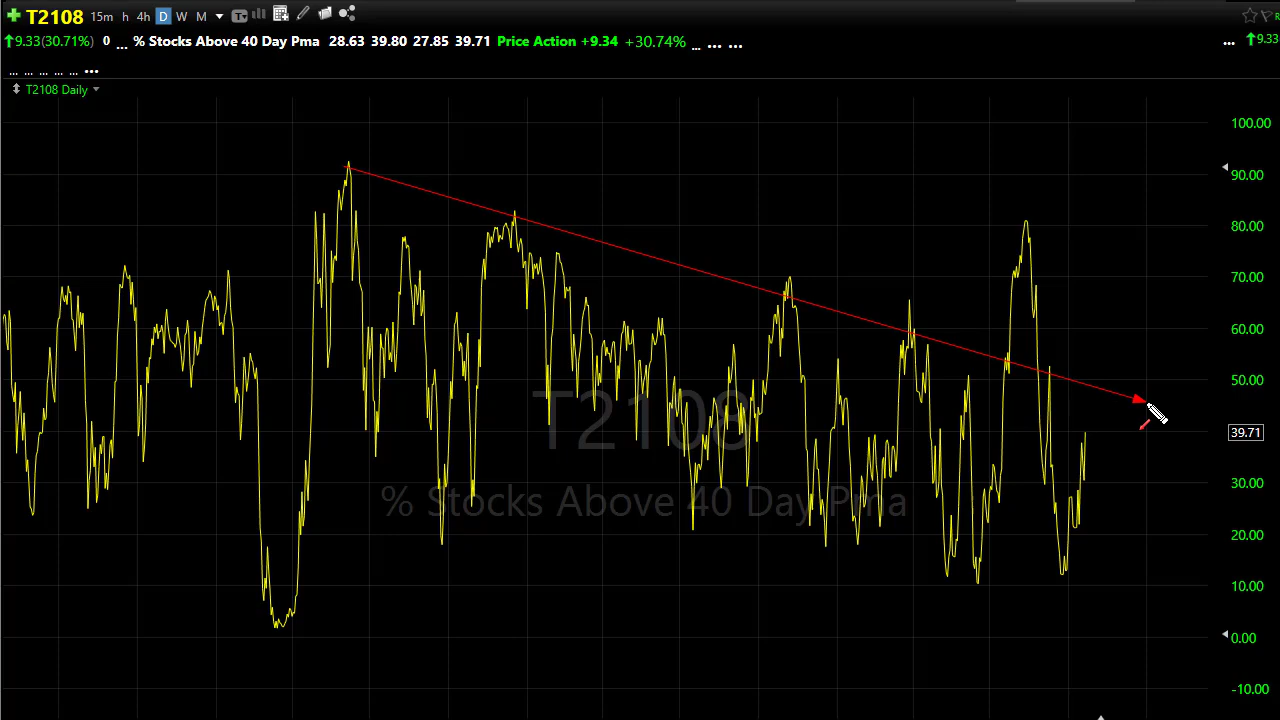 T2108 15m h 4h D W M
9.33(30.71%) 0 ... % Stocks Above 40 Day Pma 28.63 39.80 27.85 39.71 Price Action +9.34 +30.74% ... ... ... ... 9.33
... ... ... ... ... ...
T2108 Daily
100.00
90.00
80.00
70.00
60.00
50.00
39.71
30.00
20.00
10.00
0.00
-10.00
T2108
% Stocks Above 40 Day Pma